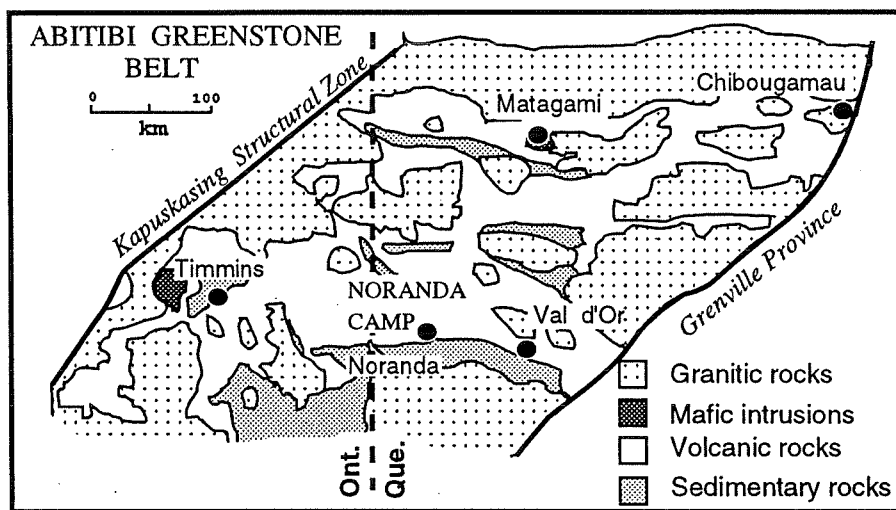 ABITIBI GREENSTONE
BELT
0 100
km
Kapuskasing Structural Zone
Matagami
Chibougamau
Timmins
NORANDA
CAMP
Val d'Or
Noranda
Grenville Province
Ont.
Que.
Granitic rocks
Mafic intrusions
Volcanic rocks
Sedimentary rocks